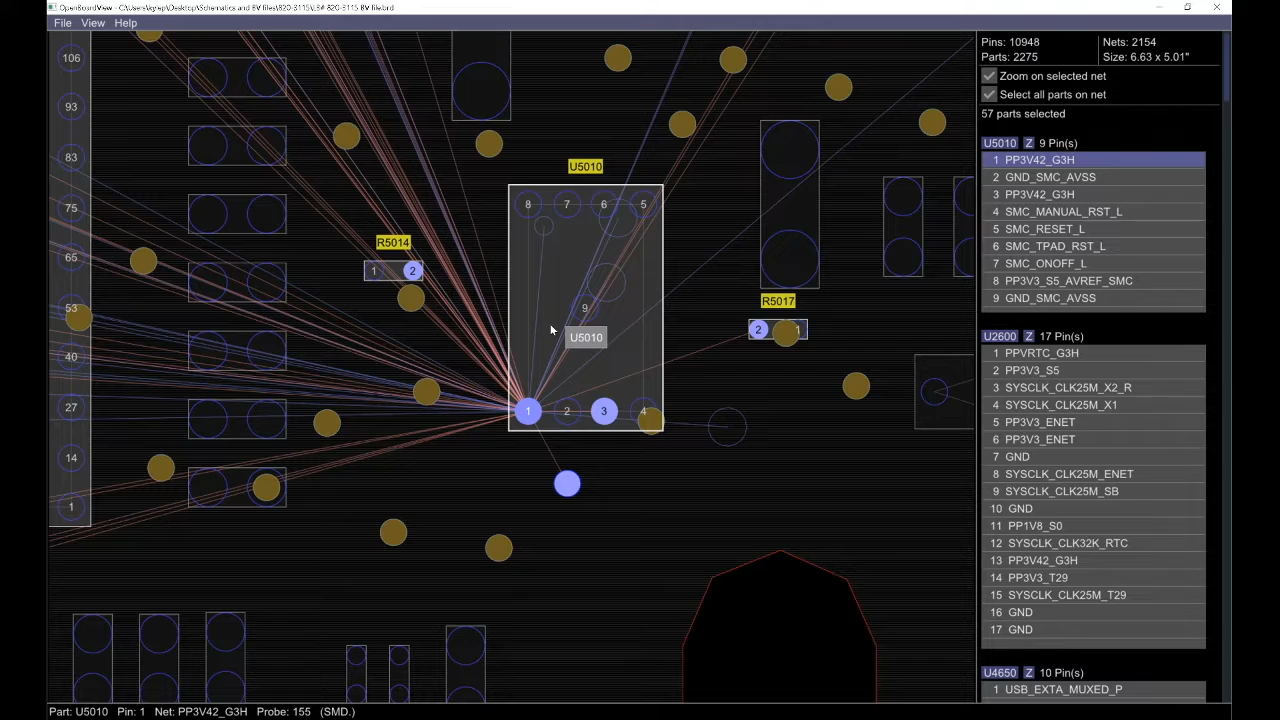 OpenBoardView - C:\Users\kglep\Desktop\Schematics and BV files\820-3115\LB# 820-3115 BV file.brd
File View Help
Pins: 10948 Nets: 2154
Parts: 2275 Size: 6.63 x 5.01"
Zoom on selected net
Select all parts on net
57 parts selected
U5010 Z 9 Pin(s)
1 PP3V42_G3H
2 GND_SMC_AVSS
3 PP3V42_G3H
4 SMC_MANUAL_RST_L
5 SMC_RESET_L
6 SMC_TPAD_RST_L
7 SMC_ONOFF_L
8 PP3V3_S5_AVREF_SMC
9 GND_SMC_AVSS
U2600 Z 17 Pin(s)
1 PPVRTC_G3H
2 PP3V3_S5
3 SYSCLK_CLK25M_X2_R
4 SYSCLK_CLK25M_X1
5 PP3V3_ENET
6 PP3V3_ENET
7 GND
8 SYSCLK_CLK25M_ENET
9 SYSCLK_CLK25M_SB
10 GND
11 PP1V8_S0
12 SYSCLK_CLK32K_RTC
13 PP3V42_G3H
14 PP3V3_T29
15 SYSCLK_CLK25M_T29
16 GND
17 GND
U4650 Z 10 Pin(s)
1 USB_EXTA_MUXED_P
106
93
83
75
65
53
40
27
14
1
R5014
1 2
U5010
8 7 6 5
9
U5010
1 2 3 4
R5017
2 1
Part: U5010 Pin: 1 Net: PP3V42_G3H Probe: 155 (SMD.)